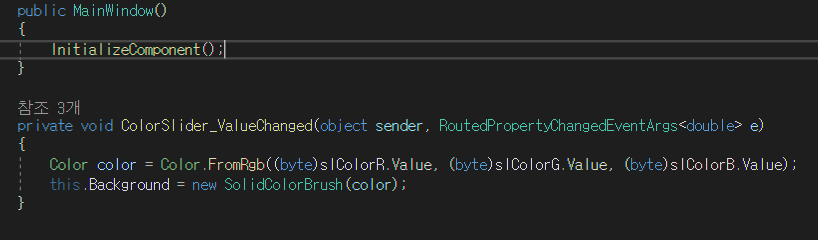 public MainWindow()
{
InitializeComponent();
}
참조 3개
private void ColorSlider_ValueChanged(object sender, RoutedPropertyChangedEventArgs<double> e)
{
Color color = Color.FromRgb((byte)slColorR.Value, (byte)slColorG.Value, (byte)slColorB.Value);
this.Background = new SolidColorBrush(color);
}